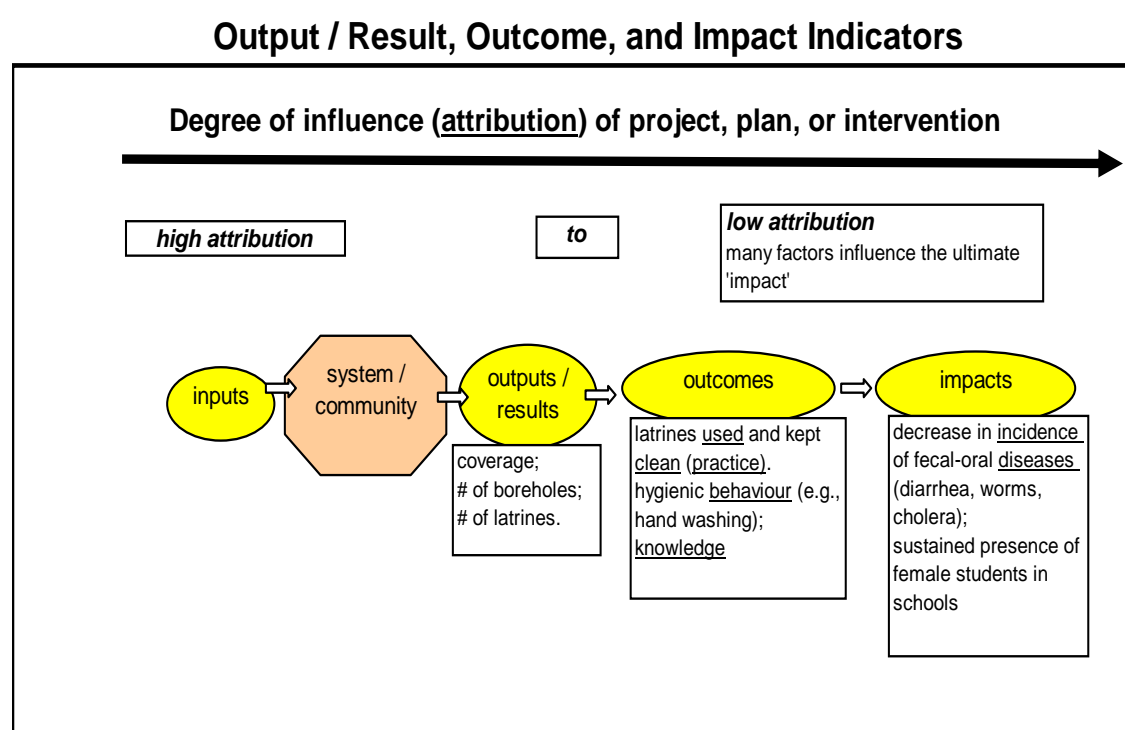 Output / Result, Outcome, and Impact Indicators
Degree of influence (attribution) of project, plan, or intervention
high attribution
to
low attribution
many factors influence the ultimate
'impact'
inputs
system /
community
outputs /
results
outcomes
impacts
coverage;
# of boreholes;
# of latrines.
latrines used and kept
clean (practice).
hygienic behaviour (e.g.,
hand washing);
knowledge
decrease in incidence
of fecal-oral diseases
(diarrhea, worms,
cholera);
sustained presence of
female students in
schools